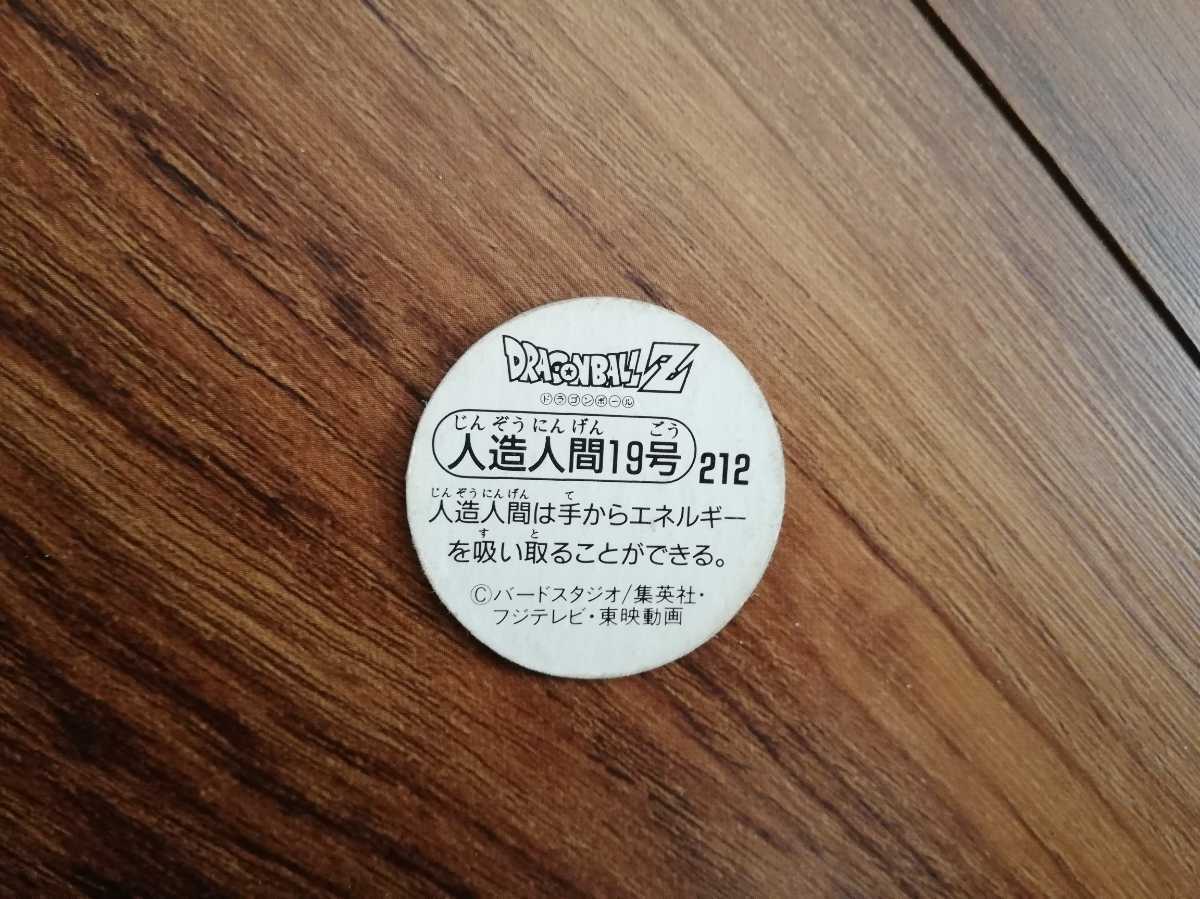 DRAGONBALL Z
ドラゴンボール
じんぞうにんげん ごう
人造人間19号 212
じんぞうにんげん て
人造人間は手からエネルギー
す と
を吸い取ることができる。
Ⓒバードスタジオ/集英社・
フジテレビ・東映動画